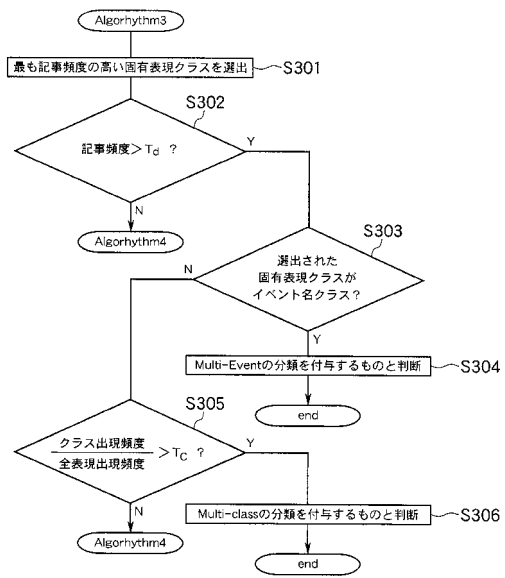 Algorhythm3
最も記事頻度の高い固有表現クラスを選出
S301
S302
記事頻度＞Td ？
Y
N
Algorhythm4
S303
選出された
固有表現クラスが
イベント名クラス？
N
Y
Multi-Eventの分類を付与するものと判断
S304
end
S305
クラス出現頻度
全表現出現頻度
＞TC ？
Y
N
Algorhythm4
Multi-classの分類を付与するものと判断
S306
end